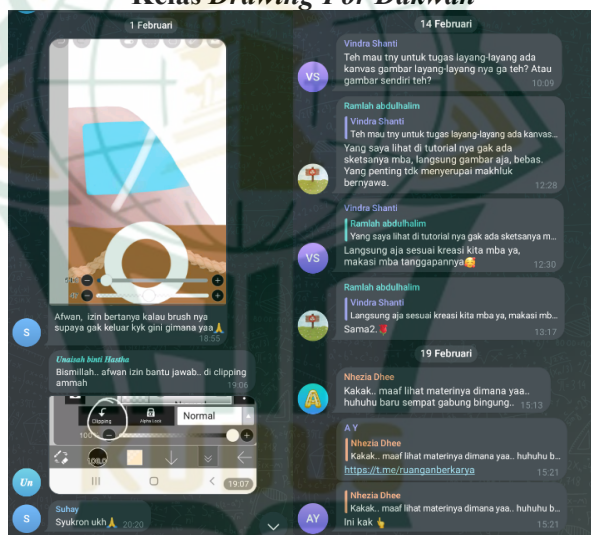 Kelas Drawing For Dakwah
1 Februari
Afwan, izin bertanya kalau brush nya
supaya gak keluar kyk gini gimana yaa🙏
18:55
S
Unaisah binti Hastha
Bismillah.. afwan izin bantu jawab.. di clipping
ammah
19:06
Clipping
Alpha Lock
Normal
19:07
Un
Suhay
Syukron ukh🙏 20:20
S
14 Februari
Vindra Shanti
Teh mau tny untuk tugas layang-layang ada
kanvas gambar layang-layang nya ga teh? Atau
gambar sendiri teh?
10:09
VS
Ramlah abdulhalim
Vindra Shanti
Teh mau tny untuk tugas layang-layang ada kanvas...
Yang saya lihat di tutorial nya gak ada
sketsanya mba, langsung gambar aja, bebas.
Yang penting tdk menyerupai makhluk
bernyawa.
12:28
Vindra Shanti
Ramlah abdulhalim
Yang saya lihat di tutorial nya gak ada sketsanya m...
Langsung aja sesuai kreasi kita mba ya,
makasi mba tanggapannya🥰
12:30
VS
Ramlah abdulhalim
Vindra Shanti
Langsung aja sesuai kreasi kita mba ya, makasi mb...
Sama2.🌹
13:17
19 Februari
Nhezia Dhee
Kakak.. maaf lihat materinya dimana yaa..
huhuhu baru sempat gabung bingung.. 15:13
A Y
Nhezia Dhee
Kakak.. maaf lihat materinya dimana yaa.. huhuhu b...
https://t.me/ruanganberkarya
15:21
Nhezia Dhee
Kakak.. maaf lihat materinya dimana yaa.. huhuhu b...
Ini kak 👆
15:21
AY